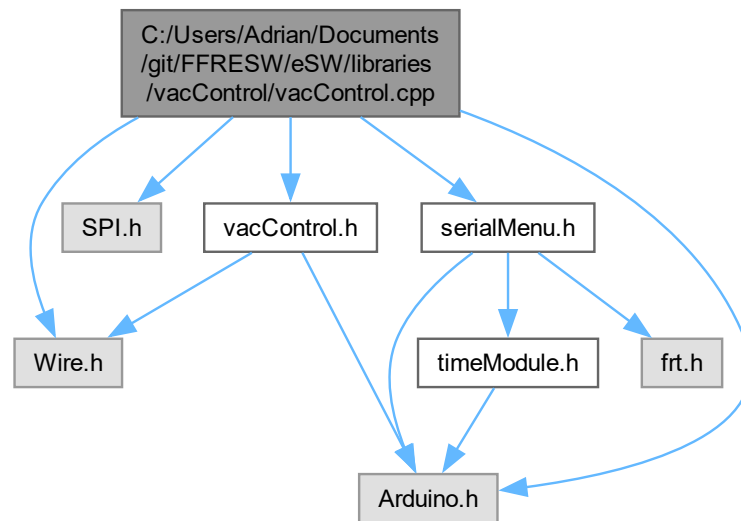 C:/Users/Adrian/Documents
/git/FFRESW/eSW/libraries
/vacControl/vacControl.cpp
SPI.h
vacControl.h
serialMenu.h
Wire.h
timeModule.h
frt.h
Arduino.h